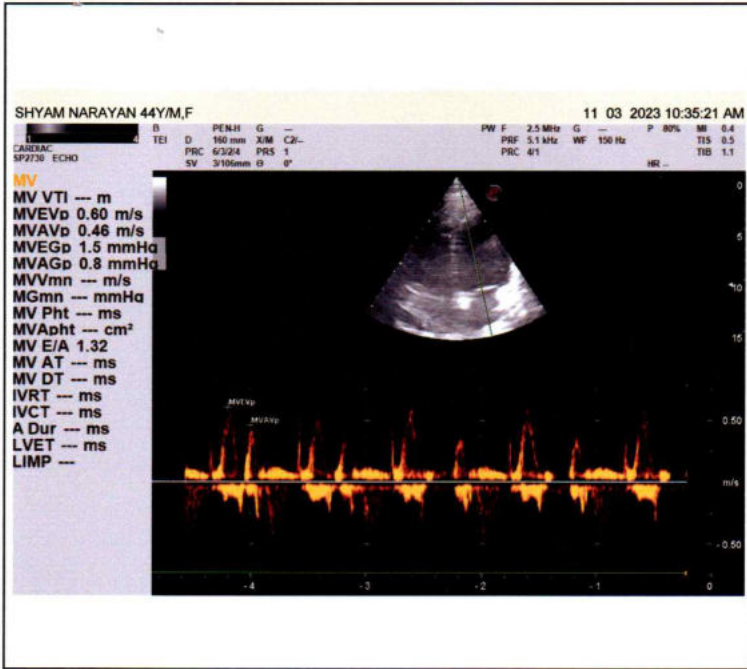 SHYAM NARAYAN 44Y/M,F 11 03 2023 10:35:21 AM
1 4 B PEN-H G --- PW F 2.5 MHz G --- P 80% MI 0.4
TEI D 160 mm X/M C2/-- PRF 5.1 kHz WF 150 Hz TIS 0.5
CARDIAC PRC 6/3/2/4 PRS 1 PRC 4/1 TIB 1.1
SP2730 ECHO SV 3/106mm Θ 0° HR --
MV
MV VTI --- m
MVEVp 0.60 m/s
MVAVp 0.46 m/s
MVEGp 1.5 mmHg
MVAGp 0.8 mmHg
MVVmn --- m/s
MGmn --- mmHg
MV Pht --- ms
MVApht --- cm²
MV E/A 1.32
MV AT --- ms
MV DT --- ms
IVRT --- ms
IVCT --- ms
A Dur --- ms
LVET --- ms
LIMP ---
0
5
10
15
MVEVp
MVAVp
0.50
m/s
- 0.50
- 4 - 3 - 2 - 1 0